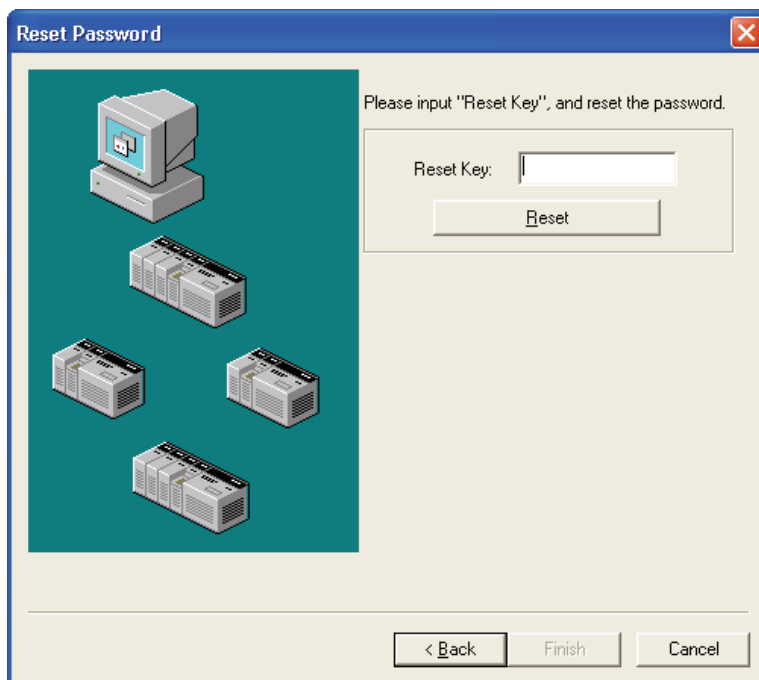 Reset Password
Please input "Reset Key", and reset the password.
Reset Key:
Reset
< Back
Finish
Cancel